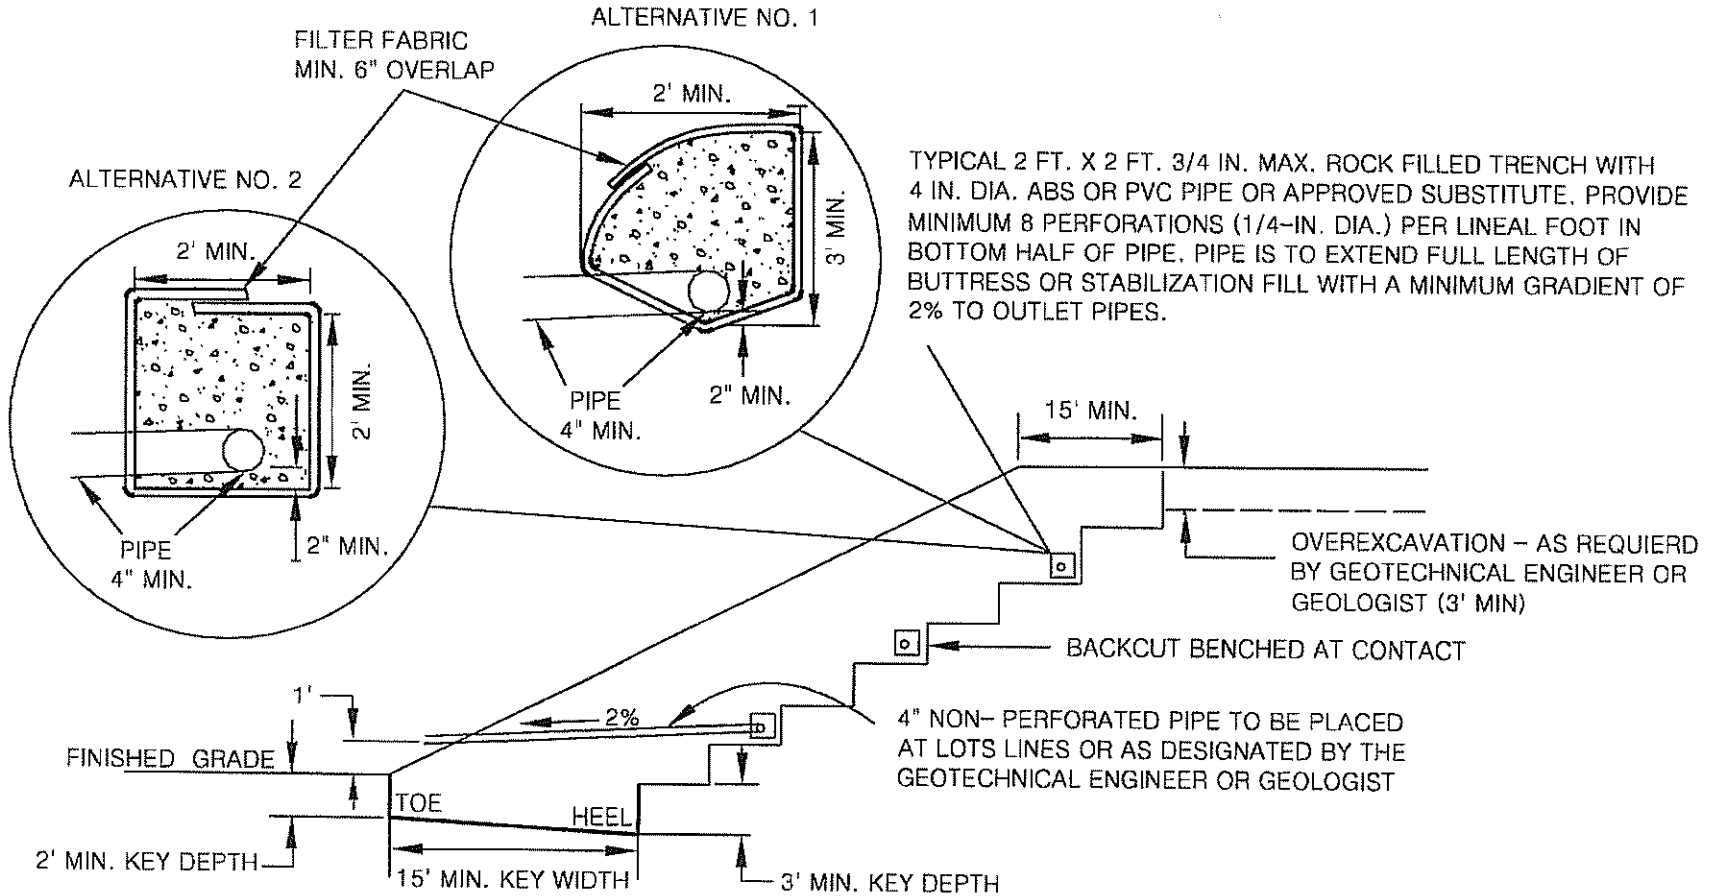 ALTERNATIVE NO. 1
FILTER FABRIC
MIN. 6" OVERLAP
2' MIN.
3' MIN.
PIPE
4" MIN.
2" MIN.
ALTERNATIVE NO. 2
2' MIN.
2' MIN.
PIPE
4" MIN.
2" MIN.
TYPICAL 2 FT. X 2 FT. 3/4 IN. MAX. ROCK FILLED TRENCH WITH
4 IN. DIA. ABS OR PVC PIPE OR APPROVED SUBSTITUTE. PROVIDE
MINIMUM 8 PERFORATIONS (1/4-IN. DIA.) PER LINEAL FOOT IN
BOTTOM HALF OF PIPE. PIPE IS TO EXTEND FULL LENGTH OF
BUTTRESS OR STABILIZATION FILL WITH A MINIMUM GRADIENT OF
2% TO OUTLET PIPES.
15' MIN.
OVEREXCAVATION - AS REQUIERD
BY GEOTECHNICAL ENGINEER OR
GEOLOGIST (3' MIN)
BACKCUT BENCHED AT CONTACT
1'
2%
4" NON- PERFORATED PIPE TO BE PLACED
AT LOTS LINES OR AS DESIGNATED BY THE
GEOTECHNICAL ENGINEER OR GEOLOGIST
FINISHED GRADE
TOE
HEEL
2' MIN. KEY DEPTH
15' MIN. KEY WIDTH
3' MIN. KEY DEPTH